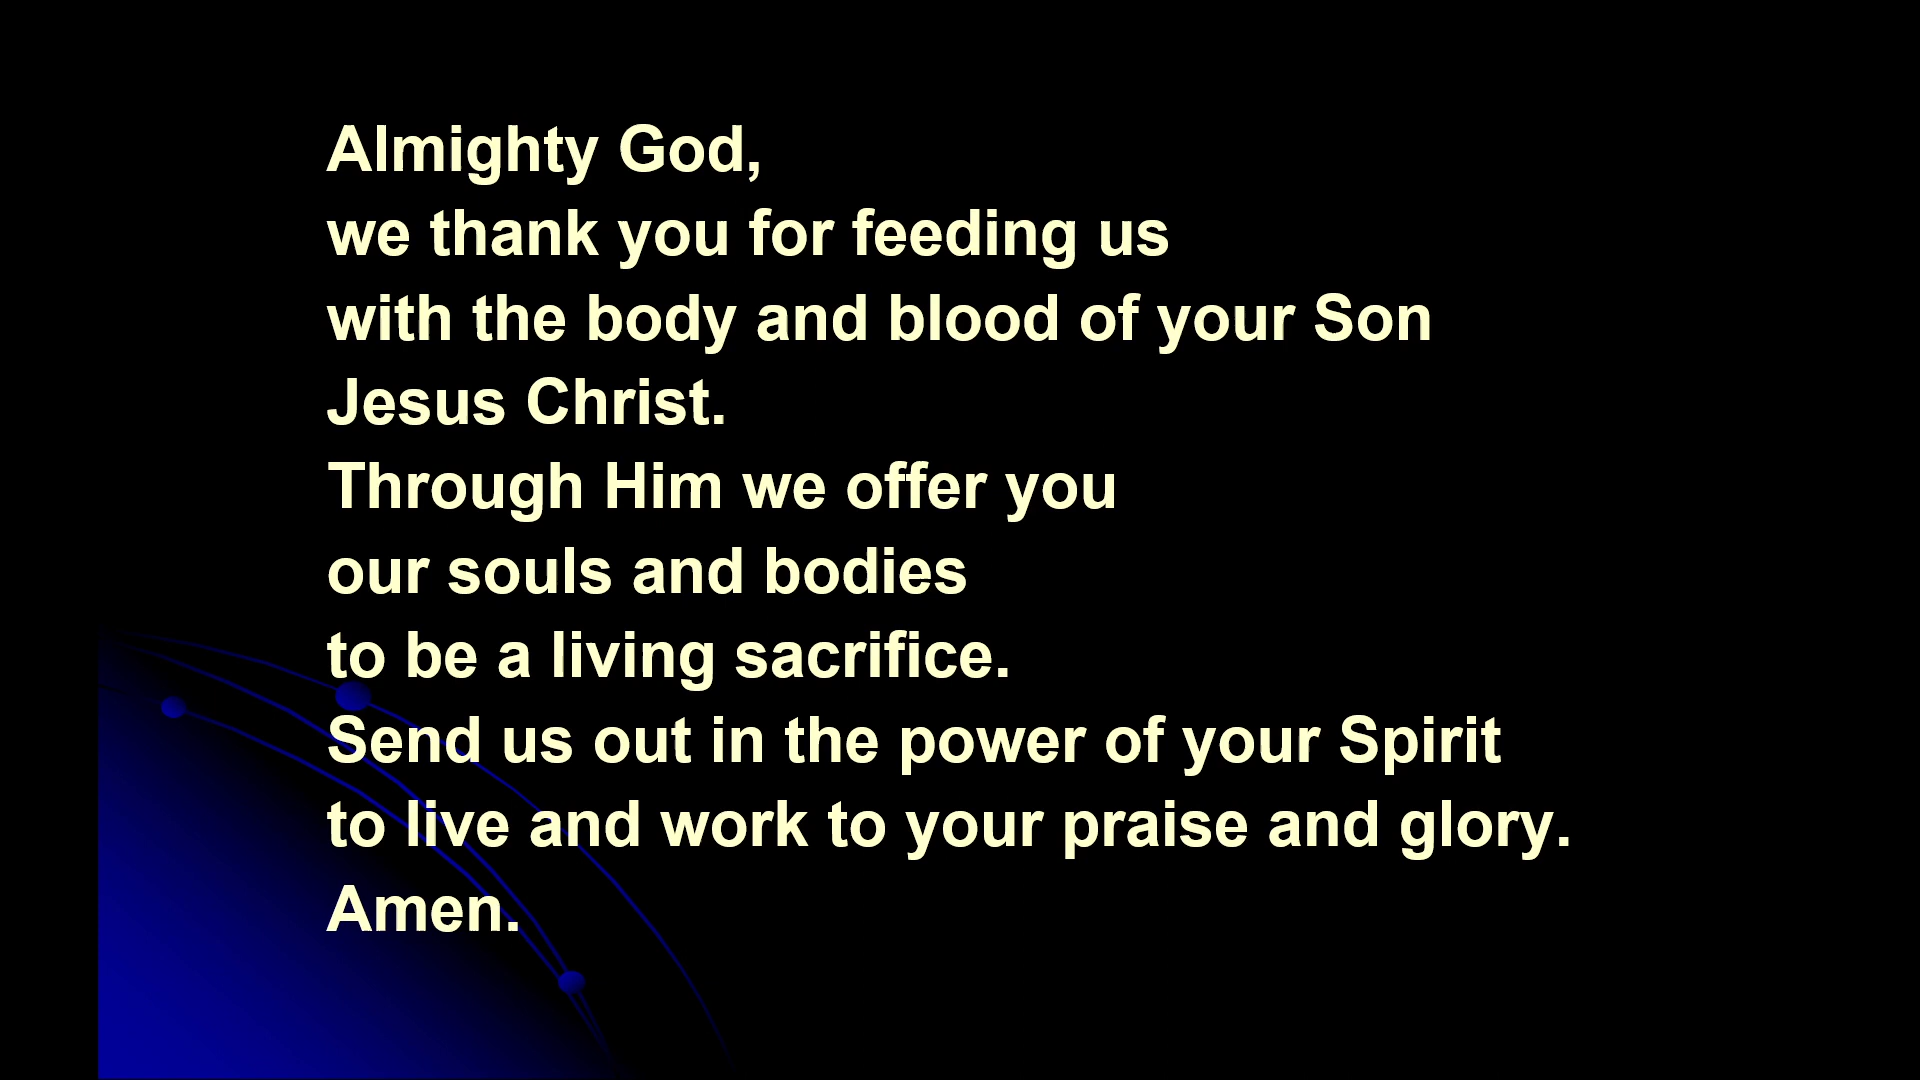 Almighty God,
we thank you for feeding us
with the body and blood of your Son
Jesus Christ.
Through Him we offer you
our souls and bodies
to be a living sacrifice.
Send us out in the power of your Spirit
to live and work to your praise and glory.
Amen.